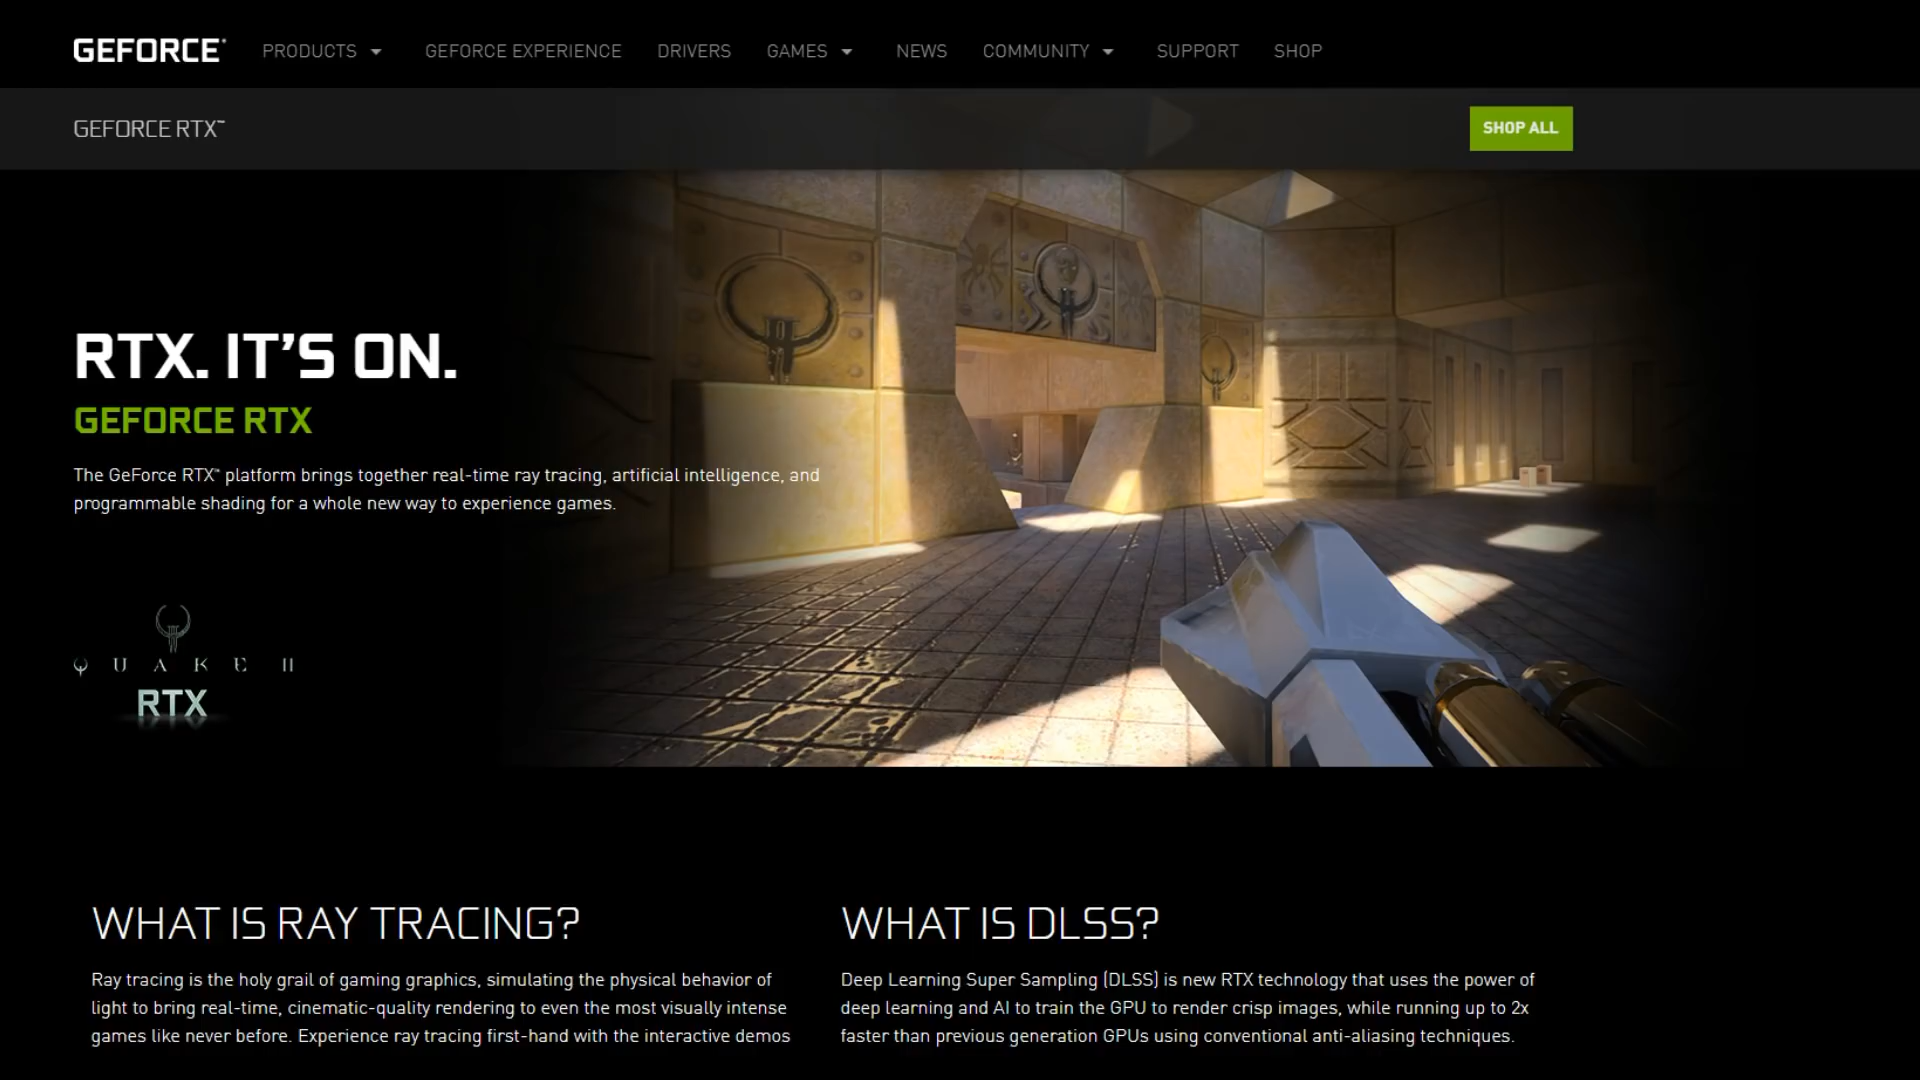 GEFORCE
PRODUCTS
GEFORCE EXPERIENCE
DRIVERS
GAMES
NEWS
COMMUNITY
SUPPORT
SHOP
GEFORCE RTX™
SHOP ALL
RTX. IT'S ON.
GEFORCE RTX
The GeForce RTX™ platform brings together real-time ray tracing, artificial intelligence, and
programmable shading for a whole new way to experience games.
QUAKE II
RTX
WHAT IS RAY TRACING?
Ray tracing is the holy grail of gaming graphics, simulating the physical behavior of
light to bring real-time, cinematic-quality rendering to even the most visually intense
games like never before. Experience ray tracing first-hand with the interactive demos
WHAT IS DLSS?
Deep Learning Super Sampling (DLSS) is new RTX technology that uses the power of
deep learning and AI to train the GPU to render crisp images, while running up to 2x
faster than previous generation GPUs using conventional anti-aliasing techniques.